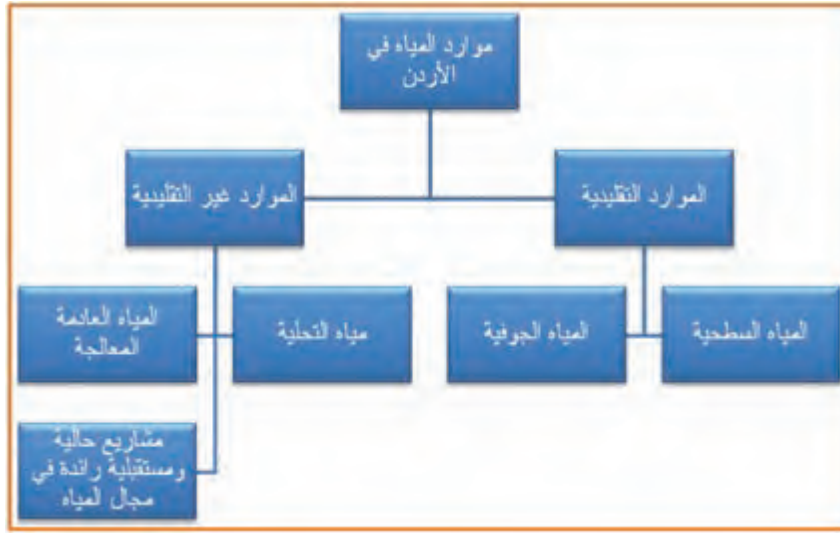 موارد المياه في
الأردن
الموارد التقليدية
الموارد غير التقليدية
المياه السطحية
المياه الجوفية
مياه التحلية
المياه العادمة
المعالجة
مشاريع حالية
ومستقبلية رائدة في
مجال المياه